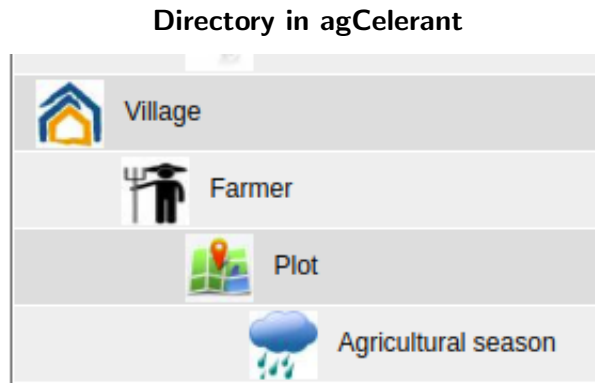 Directory in agCelerant
Village
Farmer
Plot
Agricultural season